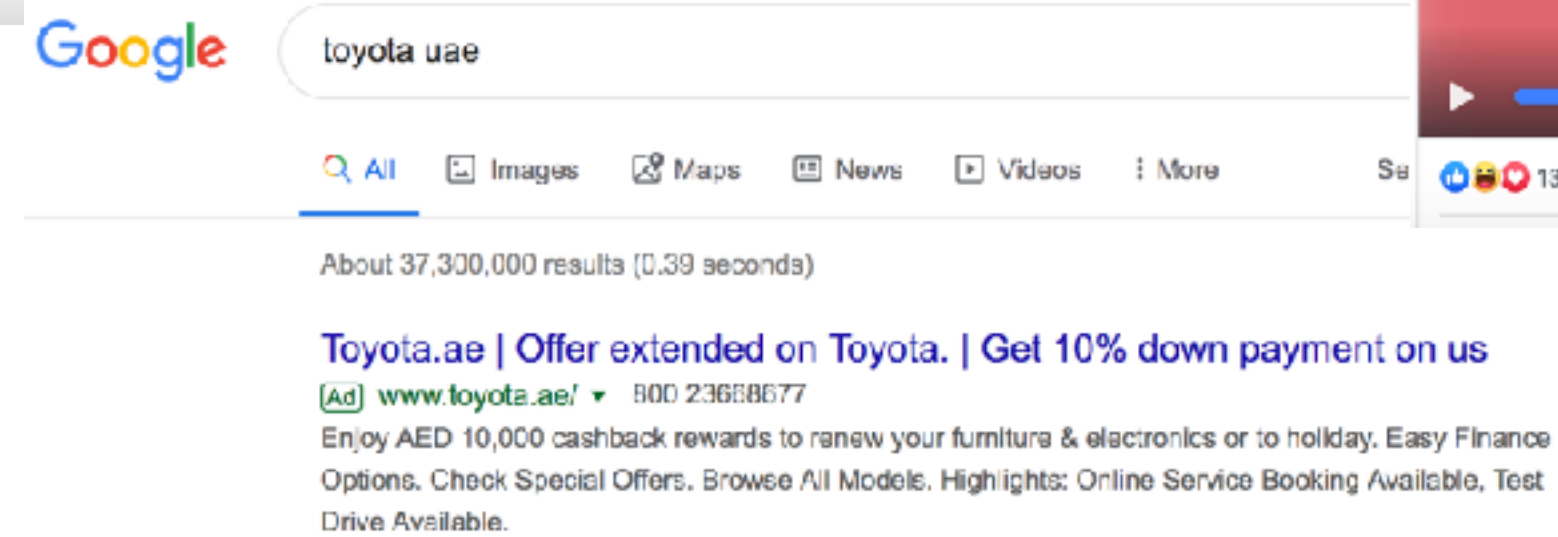 Google
toyota uae
All Images Maps News Videos More Se
13
About 37,300,000 results (0.39 seconds)
Toyota.ae | Offer extended on Toyota. | Get 10% down payment on us
Ad www.toyota.ae/ 800 23668677
Enjoy AED 10,000 cashback rewards to renew your furniture & electronics or to holiday. Easy Finance
Options. Check Special Offers. Browse All Models. Highlights: Online Service Booking Available, Test
Drive Available.